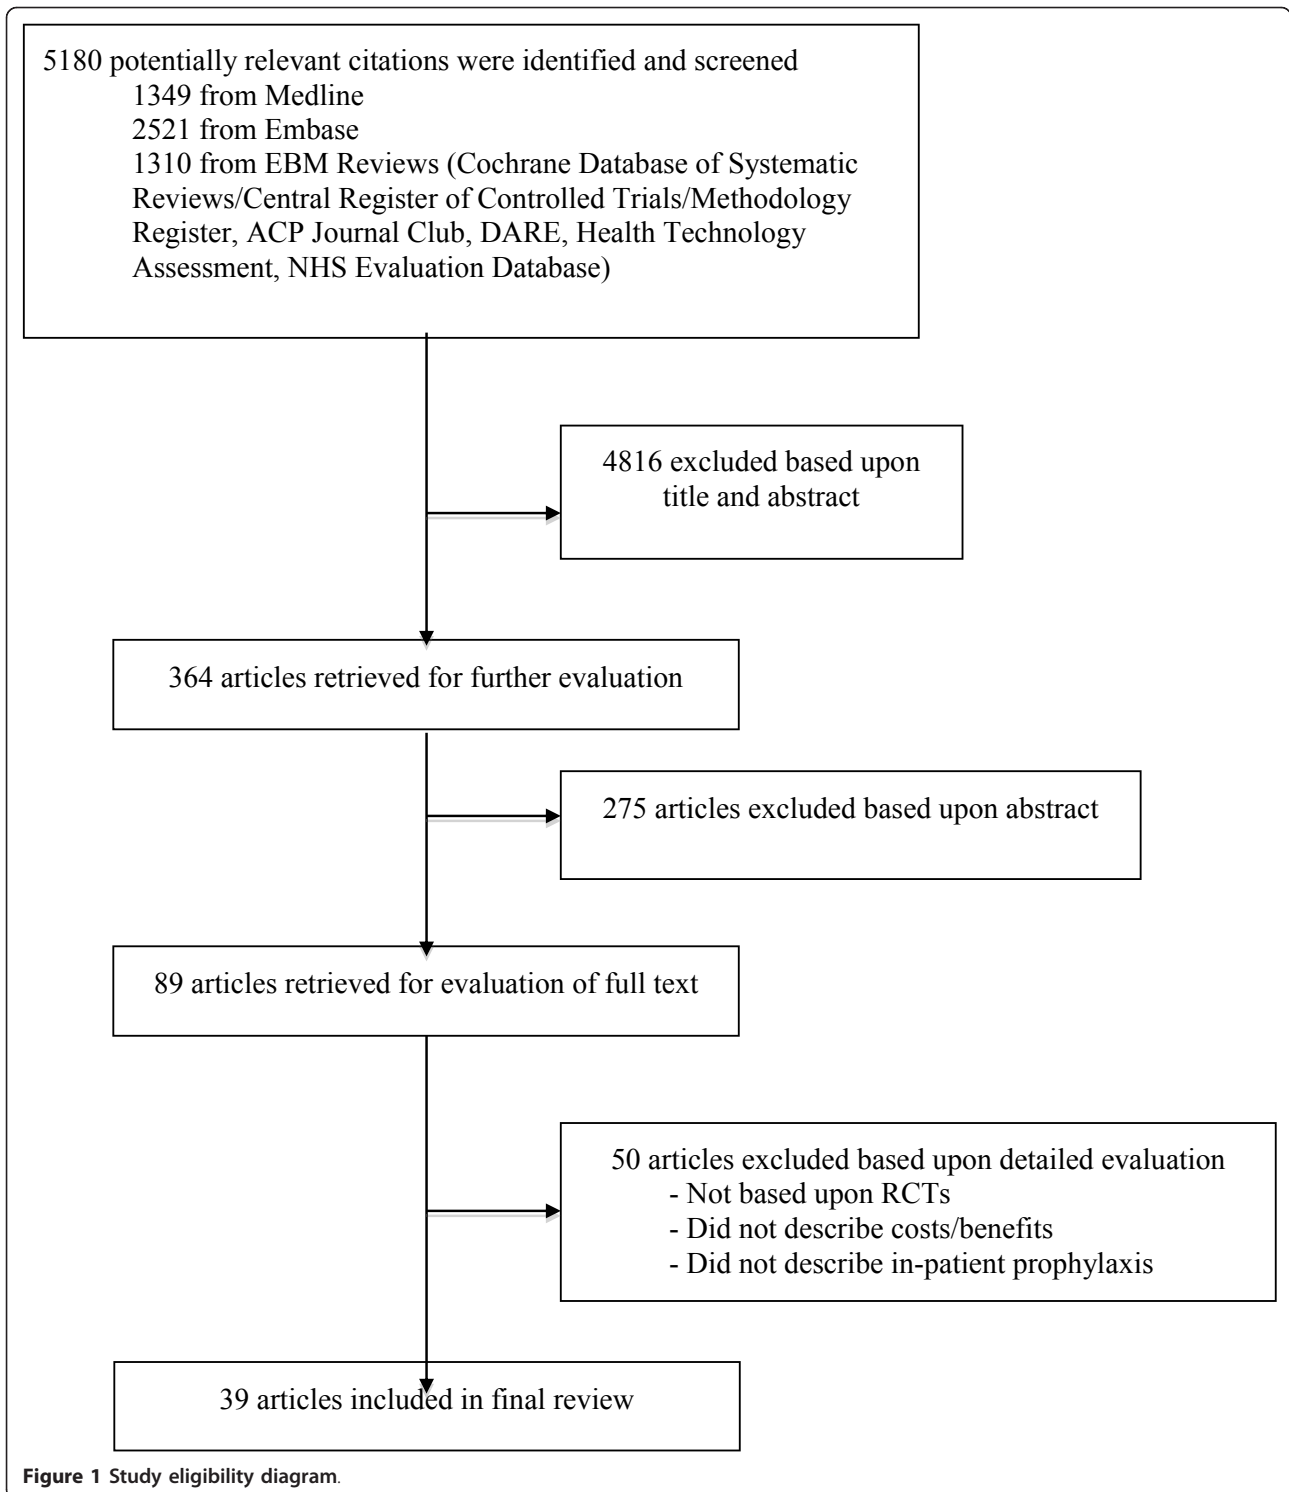 5180 potentially relevant citations were identified and screened
1349 from Medline
2521 from Embase
1310 from EBM Reviews (Cochrane Database of Systematic
Reviews/Central Register of Controlled Trials/Methodology
Register, ACP Journal Club, DARE, Health Technology
Assessment, NHS Evaluation Database)
4816 excluded based upon
title and abstract
364 articles retrieved for further evaluation
275 articles excluded based upon abstract
89 articles retrieved for evaluation of full text
50 articles excluded based upon detailed evaluation
- Not based upon RCTs
- Did not describe costs/benefits
- Did not describe in-patient prophylaxis
39 articles included in final review
Figure 1 Study eligibility diagram.